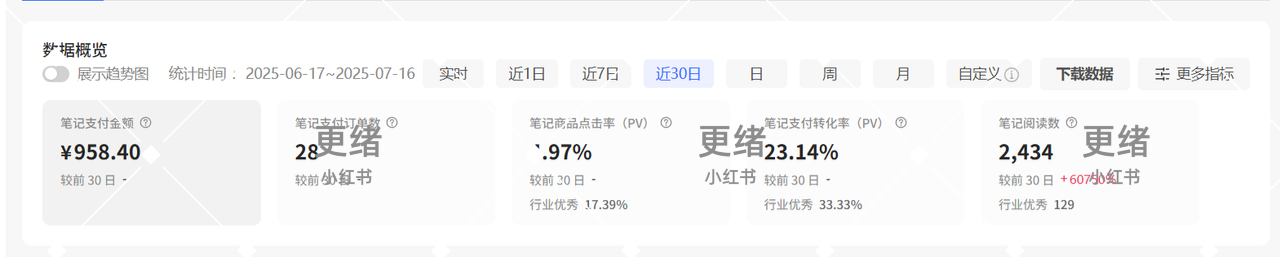 数据概览
展示趋势图 统计时间： 2025-06-17~2025-07-16 实时 近1日 近7日 近30日 日 周 月 自定义 下载数据 更多指标
笔记支付金额 笔记支付订单数 笔记商品点击率（PV） 笔记支付转化率（PV） 笔记阅读数
¥958.40 28 .97% 23.14% 2,434
更绪 更绪 更绪
较前 30 日 - 较前 30 日 较前 30 日 - 较前 30 日 - 较前 30 日
小红书 小红书 小红书
行业优秀 17.39% 行业优秀 33.33% 行业优秀 129